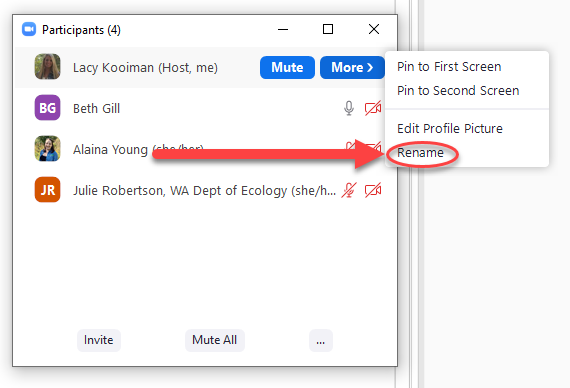 Participants (4)
Lacy Kooiman (Host, me)
Mute
More >
Pin to First Screen
Pin to Second Screen
BG
Beth Gill
Edit Profile Picture
Alaina Young (she/her)
Rename
JR
Julie Robertson, WA Dept of Ecology (she/h...
Invite
Mute All
...